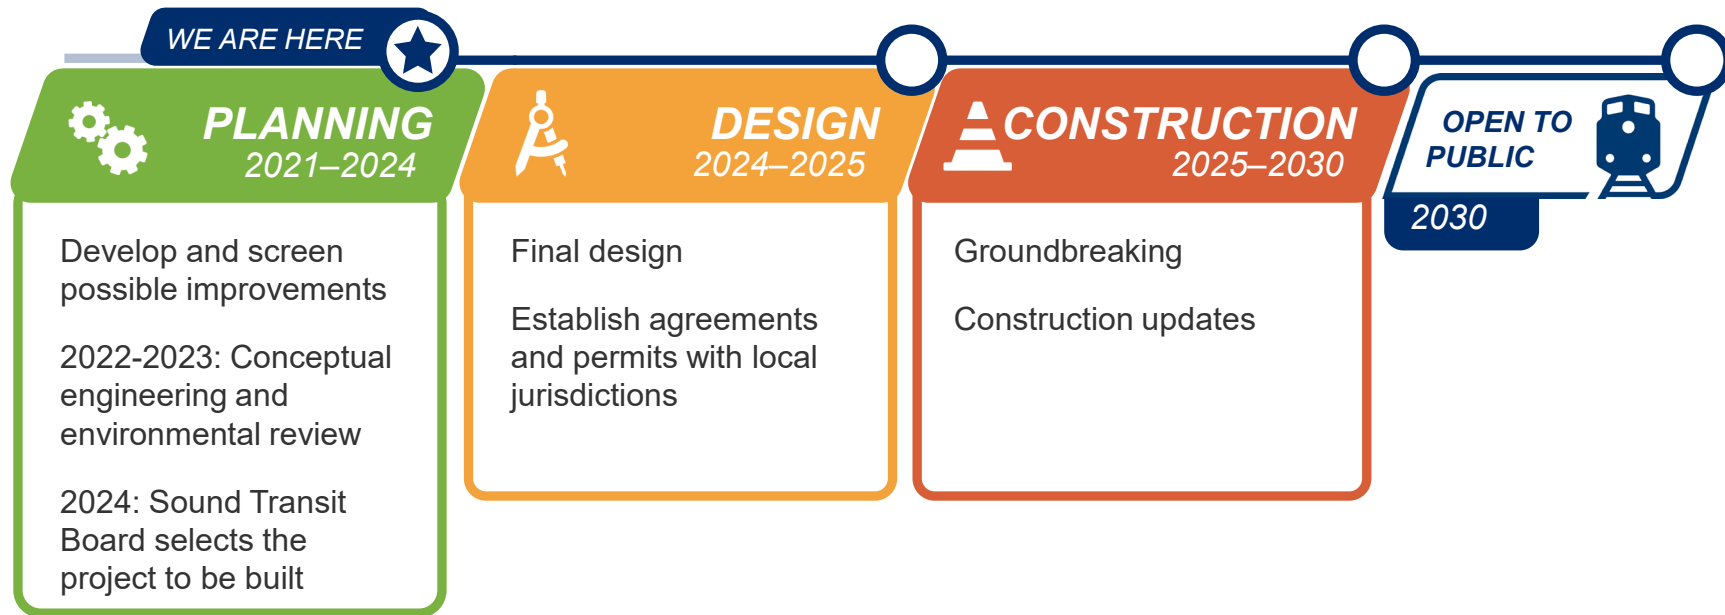 WE ARE HERE
PLANNING
2021–2024
Develop and screen
possible improvements
2022-2023: Conceptual
engineering and
environmental review
2024: Sound Transit
Board selects the
project to be built
DESIGN
2024–2025
Final design
Establish agreements
and permits with local
jurisdictions
CONSTRUCTION
2025–2030
Groundbreaking
Construction updates
OPEN TO
PUBLIC
2030